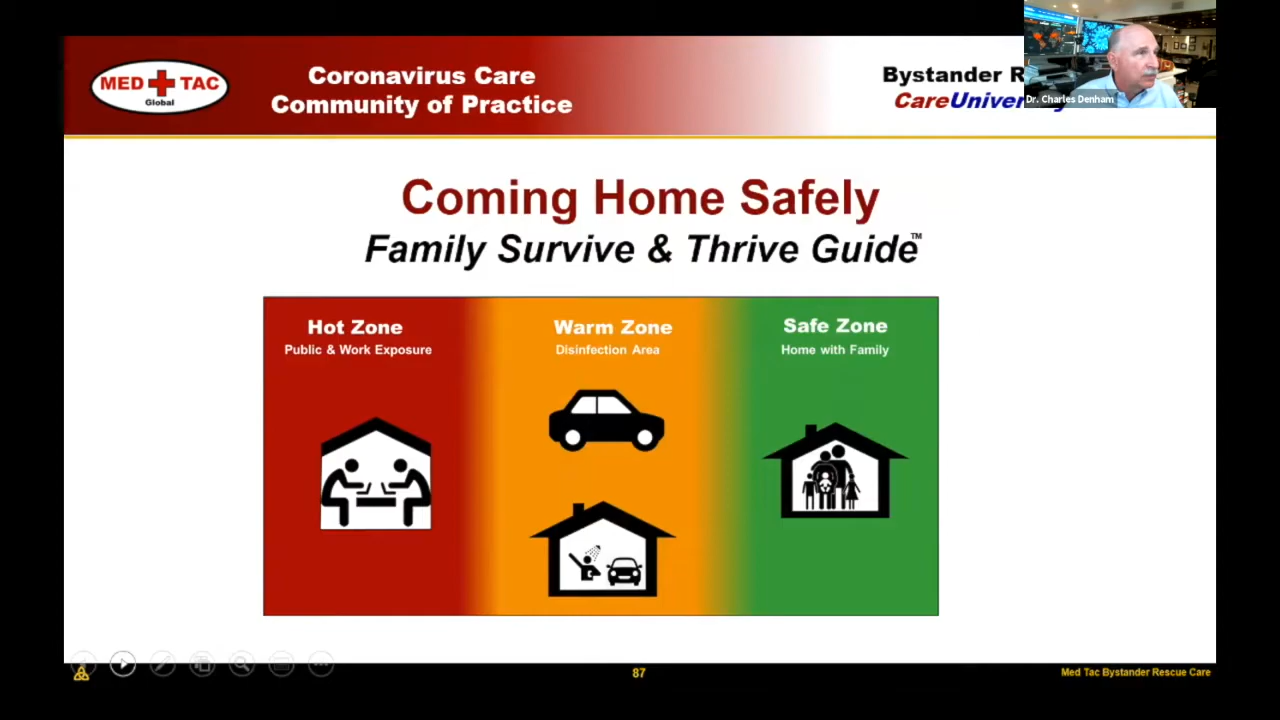 MED TAC
Global
Coronavirus Care
Community of Practice
Bystander R
CareUniver
Dr. Charles Denham
Coming Home Safely
Family Survive & Thrive Guide™
Hot Zone
Public & Work Exposure
Warm Zone
Disinfection Area
Safe Zone
Home with Family
87
Med Tac Bystander Rescue Care